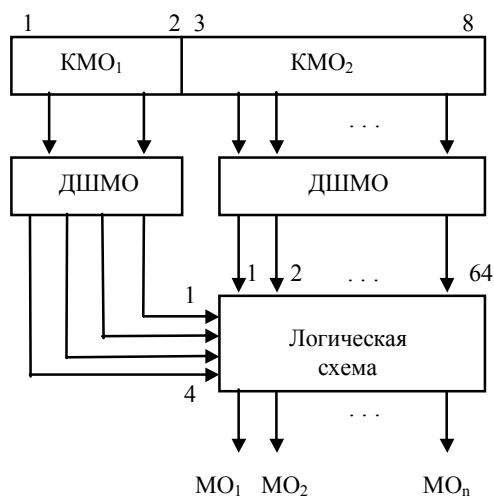 1 2 3 8
КМО₁ КМО₂
. . .
ДШМО ДШМО
1 2 . . . 64
1
Логическая
схема
4
. . .
МО₁ МО₂ МОₙ